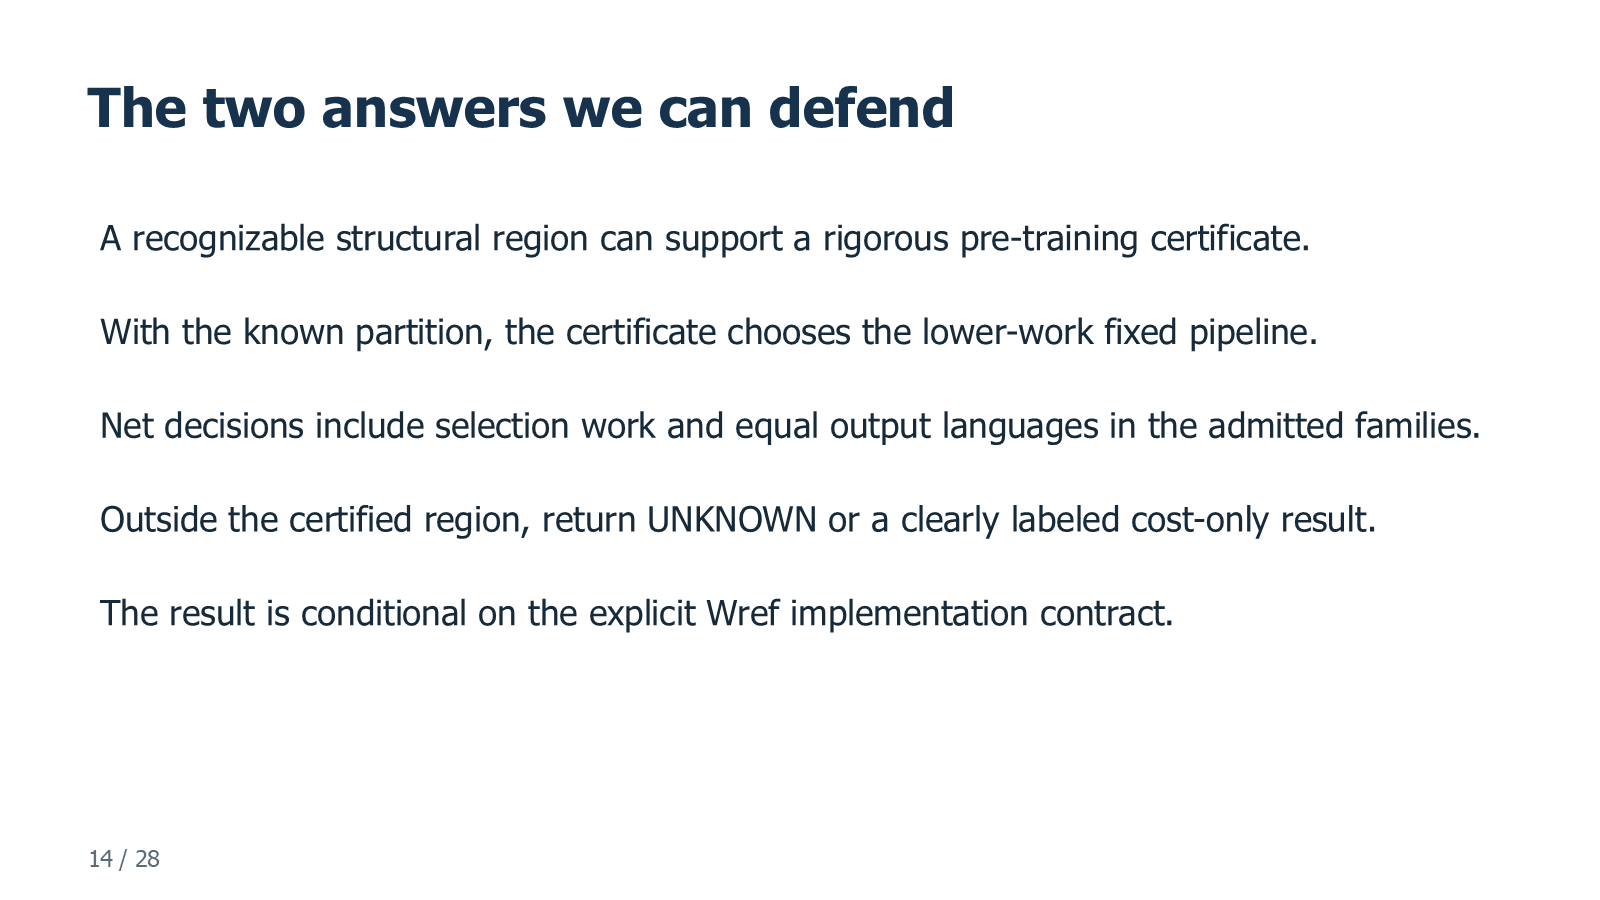 The two answers we can defend
A recognizable structural region can support a rigorous pre-training certificate.
With the known partition, the certificate chooses the lower-work fixed pipeline.
Net decisions include selection work and equal output languages in the admitted families.
Outside the certified region, return UNKNOWN or a clearly labeled cost-only result.
The result is conditional on the explicit Wref implementation contract.
14 / 28